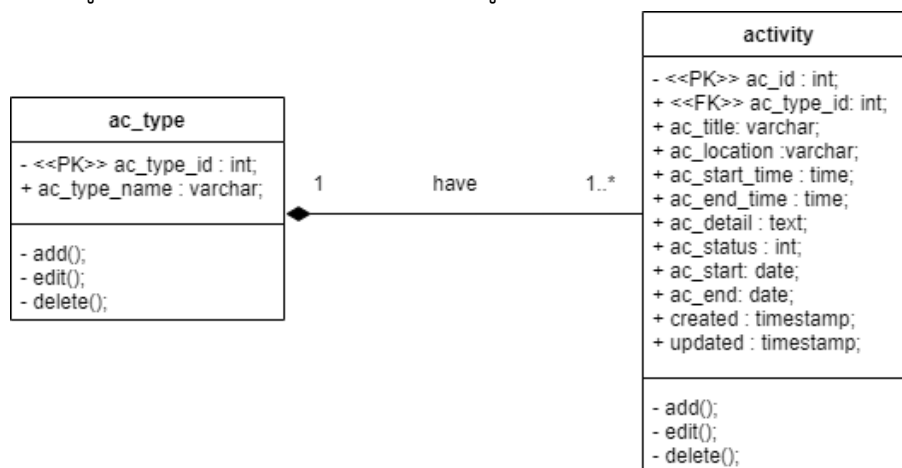 ac_type
- <<PK>> ac_type_id : int;
+ ac_type_name : varchar;
- add();
- edit();
- delete();
1 have 1..*
activity
- <<PK>> ac_id : int;
+ <<FK>> ac_type_id: int;
+ ac_title: varchar;
+ ac_location :varchar;
+ ac_start_time : time;
+ ac_end_time : time;
+ ac_detail : text;
+ ac_status : int;
+ ac_start: date;
+ ac_end: date;
+ created : timestamp;
+ updated : timestamp;
- add();
- edit();
- delete();